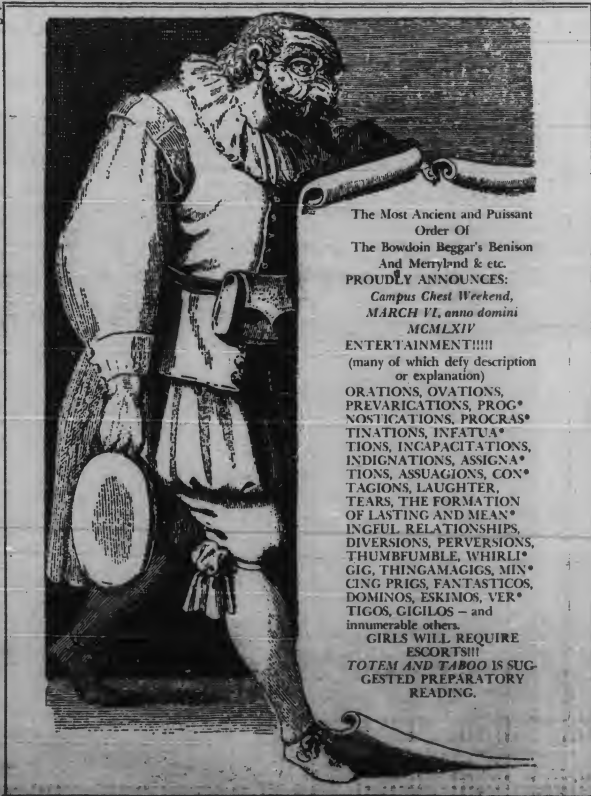 The Most Ancient and Puissant
Order Of
The Bowdoin Beggar's Benison
And Merryland & etc.
PROUDLY ANNOUNCES:
Campus Chest Weekend,
MARCH VI, anno domini
MCMLXIV
ENTERTAINMENT!!!!!
(many of which defy description
or explanation)
ORATIONS, OVATIONS,
PREVARICATIONS, PROG•
NOSTICATIONS, PROCRAS•
TINATIONS, INFATUA•
TIONS, INCAPACITATIONS,
INDIGNATIONS, ASSIGNA•
TIONS, ASSUAGIONS, CON•
TAGIONS, LAUGHTER,
TEARS, THE FORMATION
OF LASTING AND MEAN•
INGFUL RELATIONSHIPS,
DIVERSIONS, PERVERSIONS,
THUMBFUMBLE, WHIRLI•
GIG, THINGAMAGIGS, MIN•
CING PRIGS, FANTASTICOS,
DOMINOS, ESKIMOS, VER•
TIGOS, GIGILOS – and
innumerable others.
GIRLS WILL REQUIRE
ESCORTS!!!
TOTEM AND TABOO IS SUG-
GESTED PREPARATORY
READING.